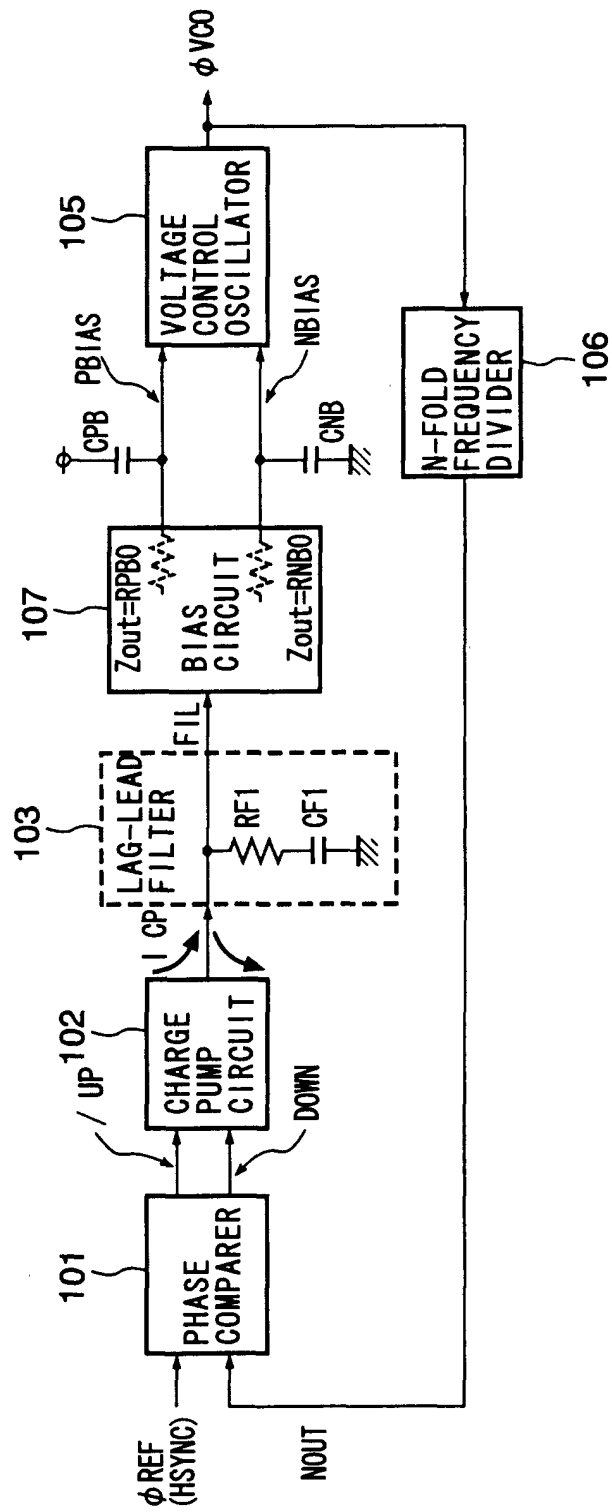 φREF
(HSYNC)
NOUT
101
PHASE
COMPARER
/UP
DOWN
102
CHARGE
PUMP
CIRCUIT
I CP
103
LAG-LEAD
FILTER
RF1
CF1
FIL
107
Zout=RPBO
BIAS
CIRCUIT
Zout=RNBO
CPB
PBIAS
CNB
NBIAS
105
VOLTAGE
CONTROL
OSCILLATOR
φVCO
N-FOLD
FREQUENCY
DIVIDER
106